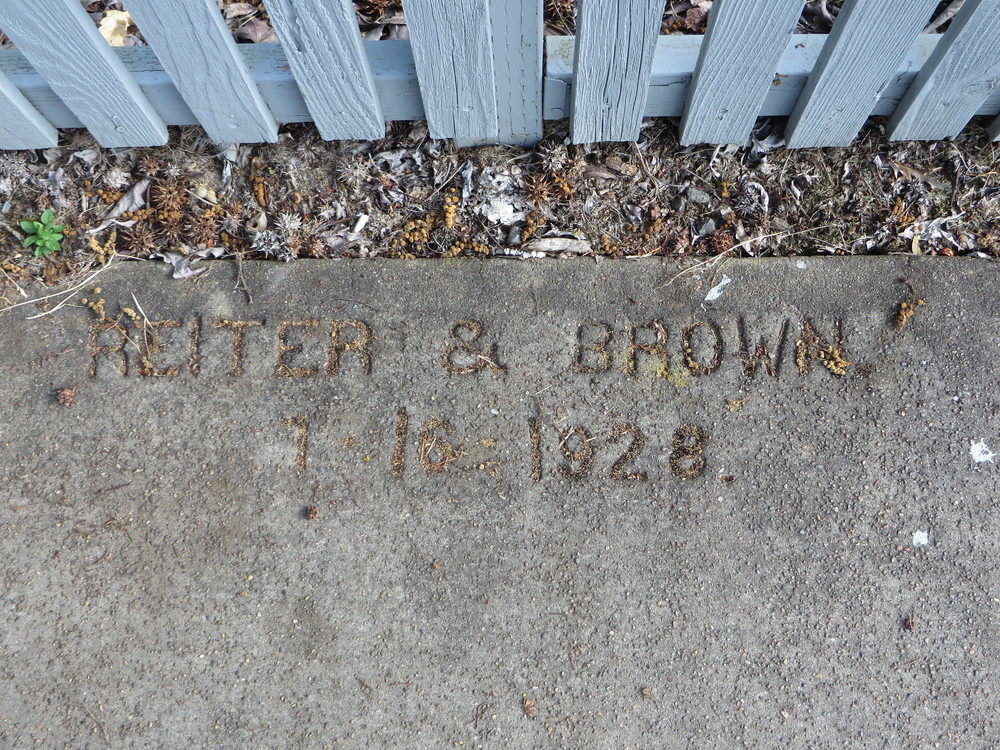 REITER & BROWN.
7-16-1928